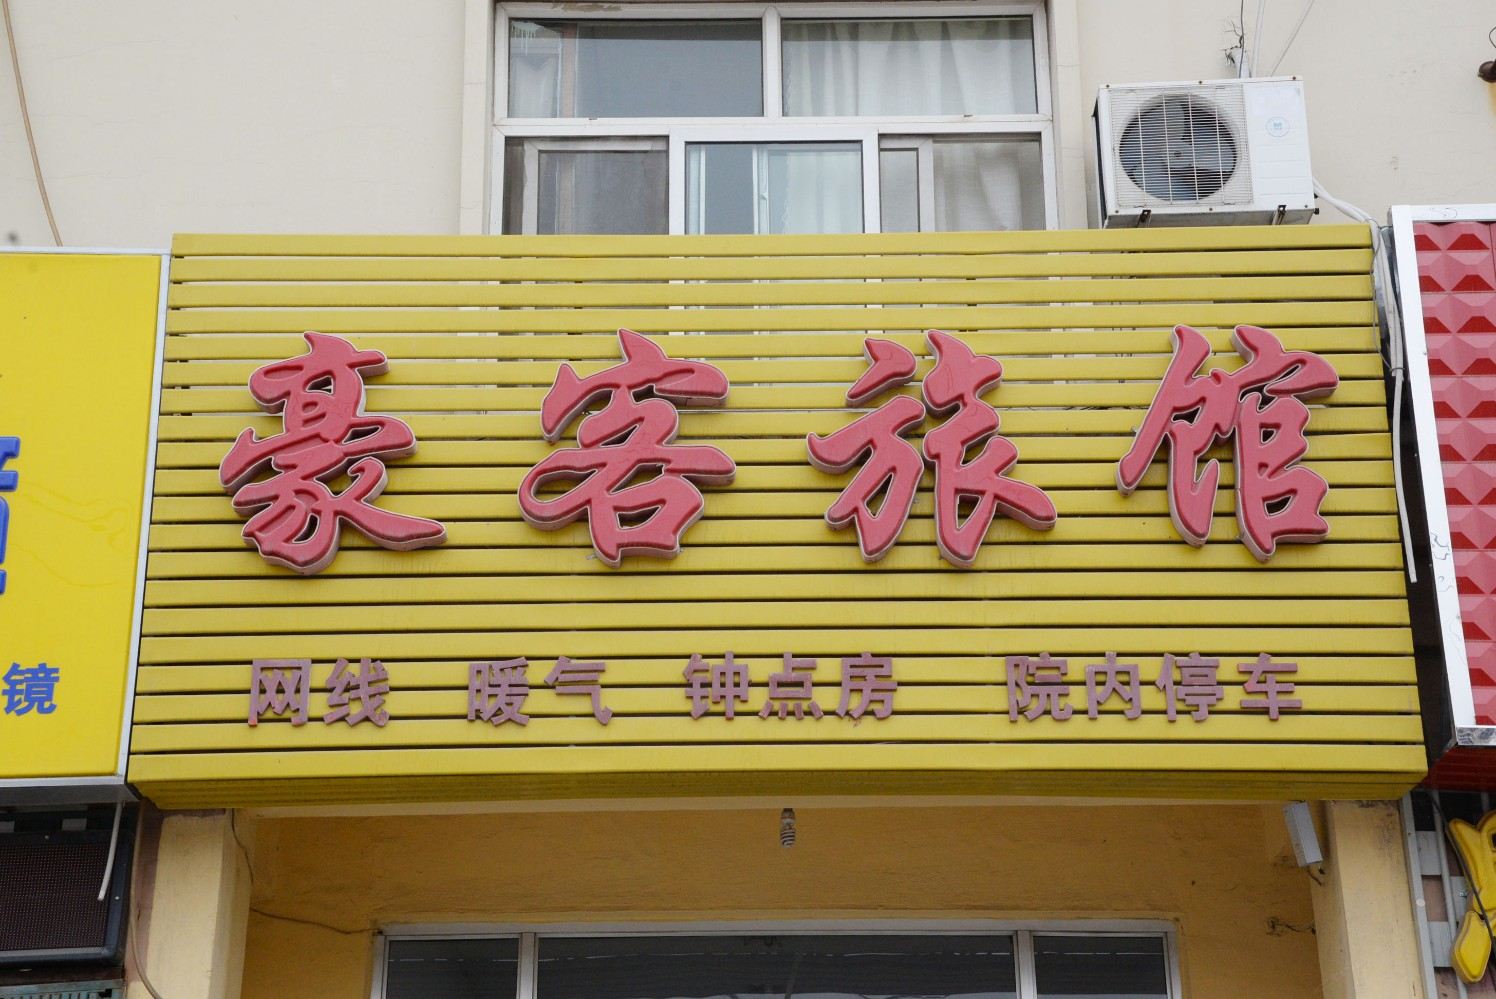 豪客旅馆
网线 暖气 钟点房 院内停车
镜